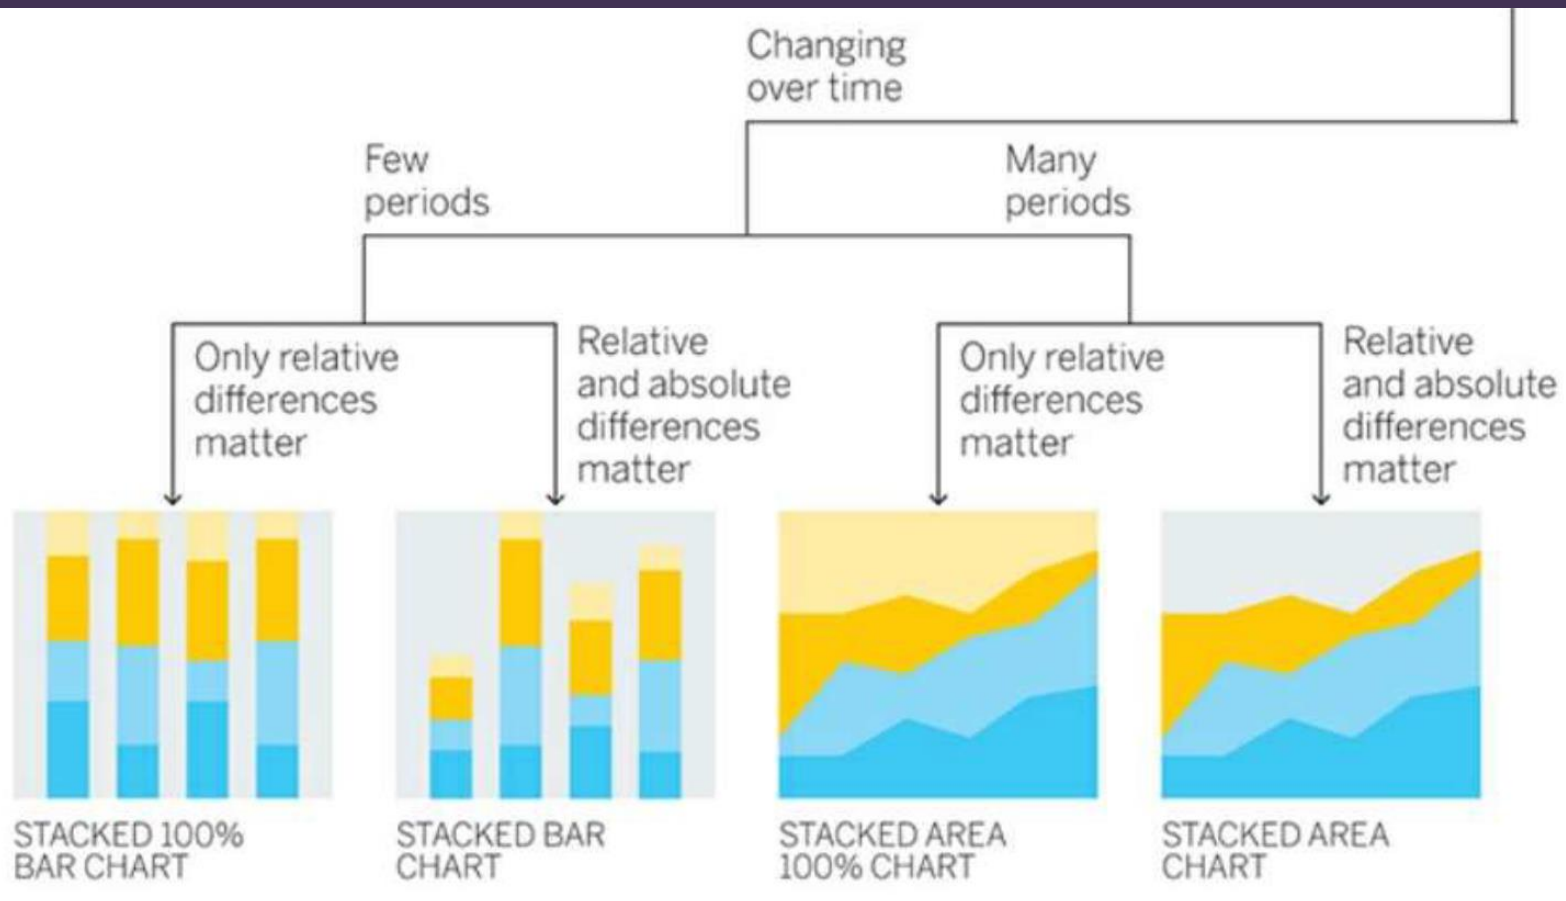 Changing
over time
Few
periods
Many
periods
Only relative
differences
matter
Relative
and absolute
differences
matter
Only relative
differences
matter
Relative
and absolute
differences
matter
STACKED 100%
BAR CHART
STACKED BAR
CHART
STACKED AREA
100% CHART
STACKED AREA
CHART